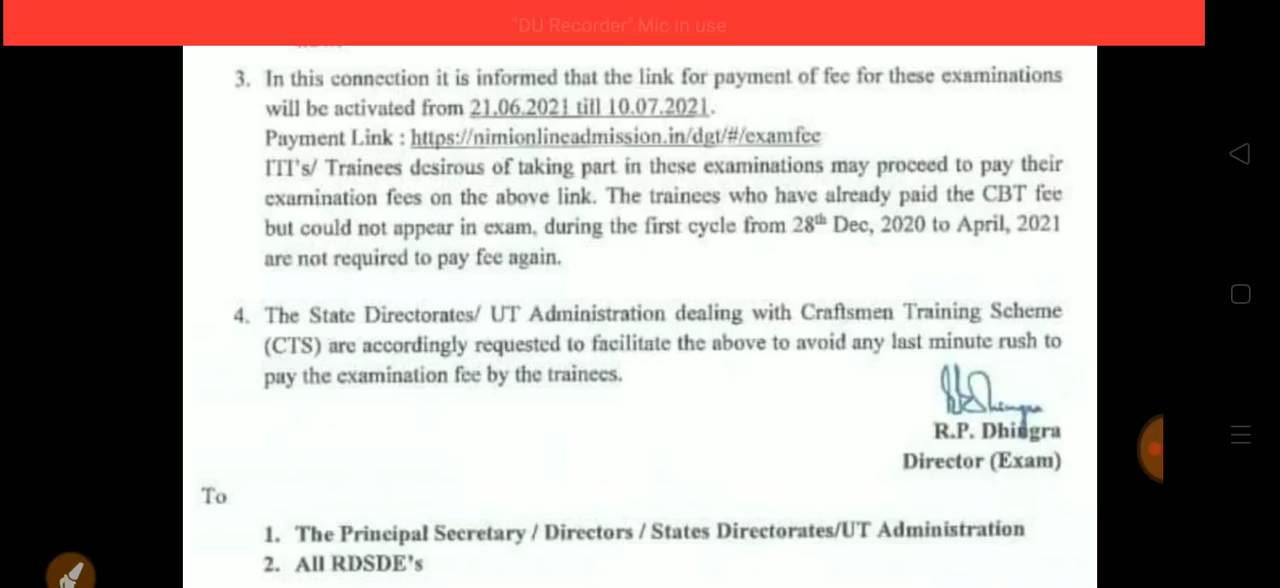 "DU Recorder",Mic in use
3. In this connection it is informed that the link for payment of fee for these examinations
will be activated from 21.06.2021 till 10.07.2021.
Payment Link : https://nimionlineadmission.in/dgt/#/examfee
ITI's/ Trainees desirous of taking part in these examinations may proceed to pay their
examination fees on the above link. The trainees who have already paid the CBT fee
but could not appear in exam, during the first cycle from 28th Dec, 2020 to April, 2021
are not required to pay fee again.
4. The State Directorates/ UT Administration dealing with Craftsmen Training Scheme
(CTS) are accordingly requested to facilitate the above to avoid any last minute rush to
pay the examination fee by the trainees.
R.P. Dhingra
Director (Exam)
To
1. The Principal Secretary / Directors / States Directorates/UT Administration
2. All RDSDE's